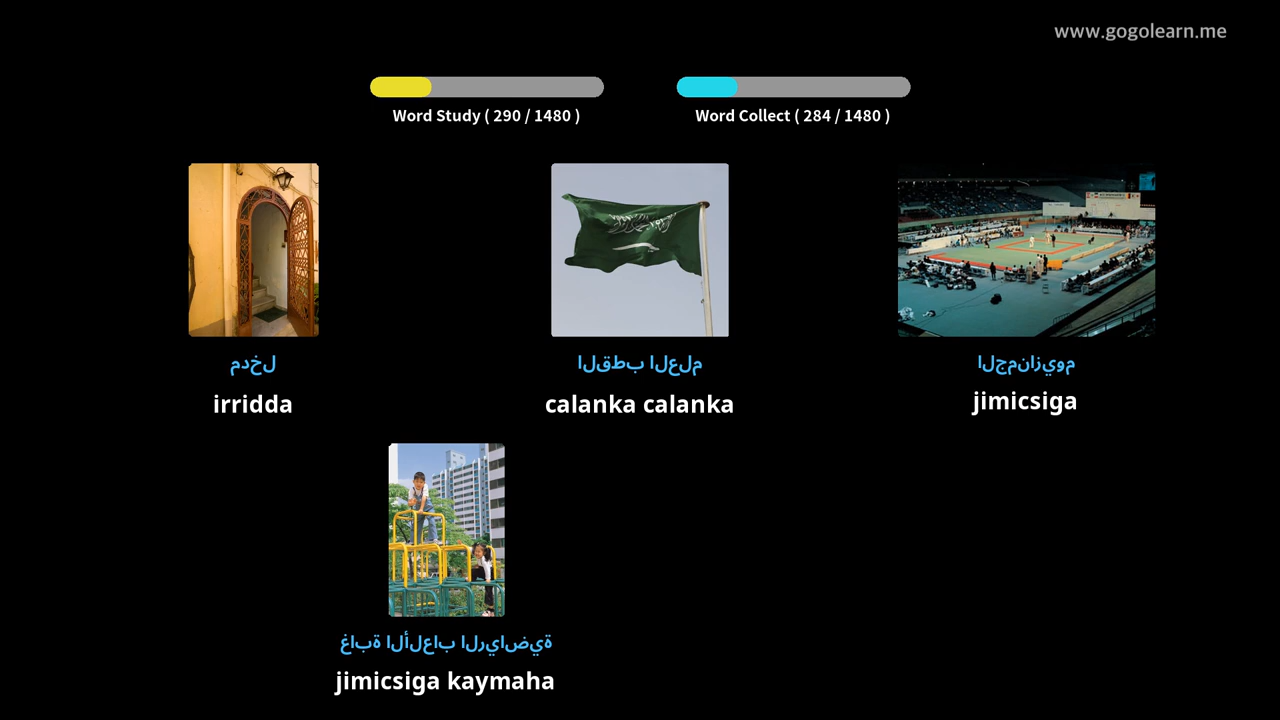 www.gogolearn.me
Word Study ( 290 / 1480 )
Word Collect ( 284 / 1480 )
مدخل
irridda
القطب العلم
calanka calanka
الجمنازيوم
jimicsiga
غابة الألعاب الرياضية
jimicsiga kaymaha